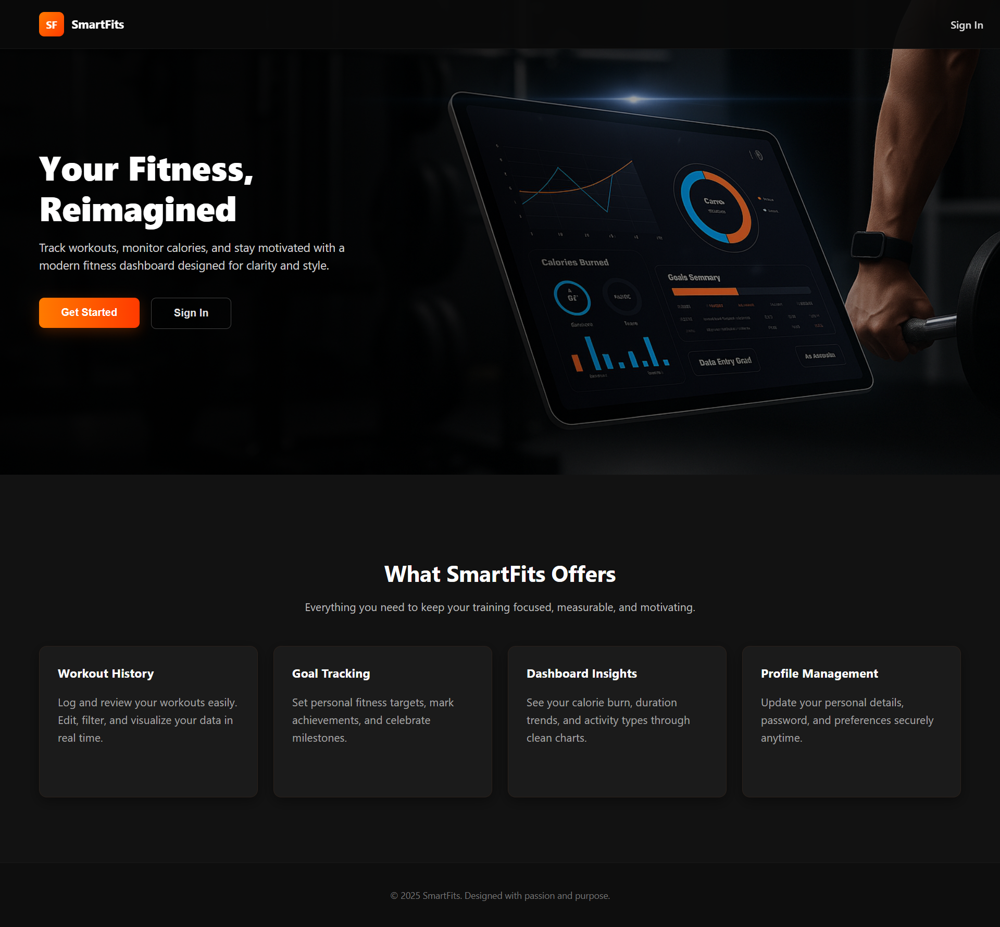 SF
SmartFits
Sign In
Your Fitness,
Reimagined
Track workouts, monitor calories, and stay motivated with a
modern fitness dashboard designed for clarity and style.
Get Started
Sign In
Calories Burned
Goals Semmary
Data Entry Grad
What SmartFits Offers
Everything you need to keep your training focused, measurable, and motivating.
Workout History
Log and review your workouts easily.
Edit, filter, and visualize your data in
real time.
Goal Tracking
Set personal fitness targets, mark
achievements, and celebrate
milestones.
Dashboard Insights
See your calorie burn, duration
trends, and activity types through
clean charts.
Profile Management
Update your personal details,
password, and preferences securely
anytime.
© 2025 SmartFits. Designed with passion and purpose.